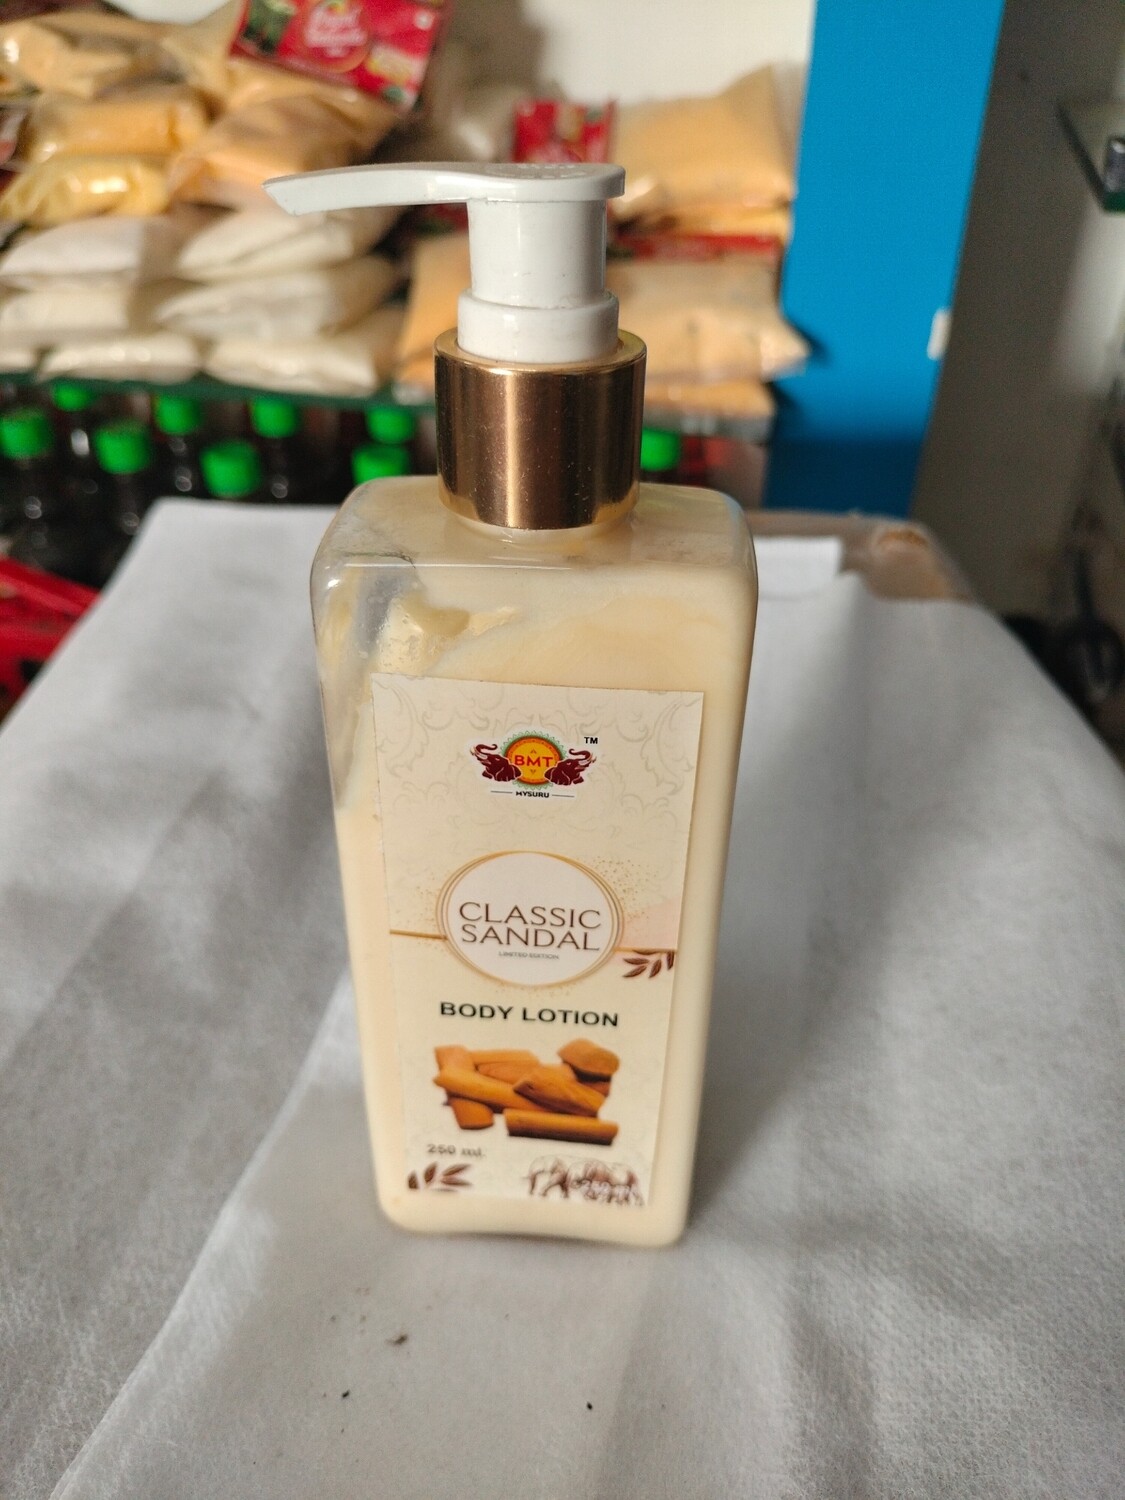 BMT
TM
MYSURU
CLASSIC
SANDAL
LIMITED EDITION
BODY LOTION
250 ml.